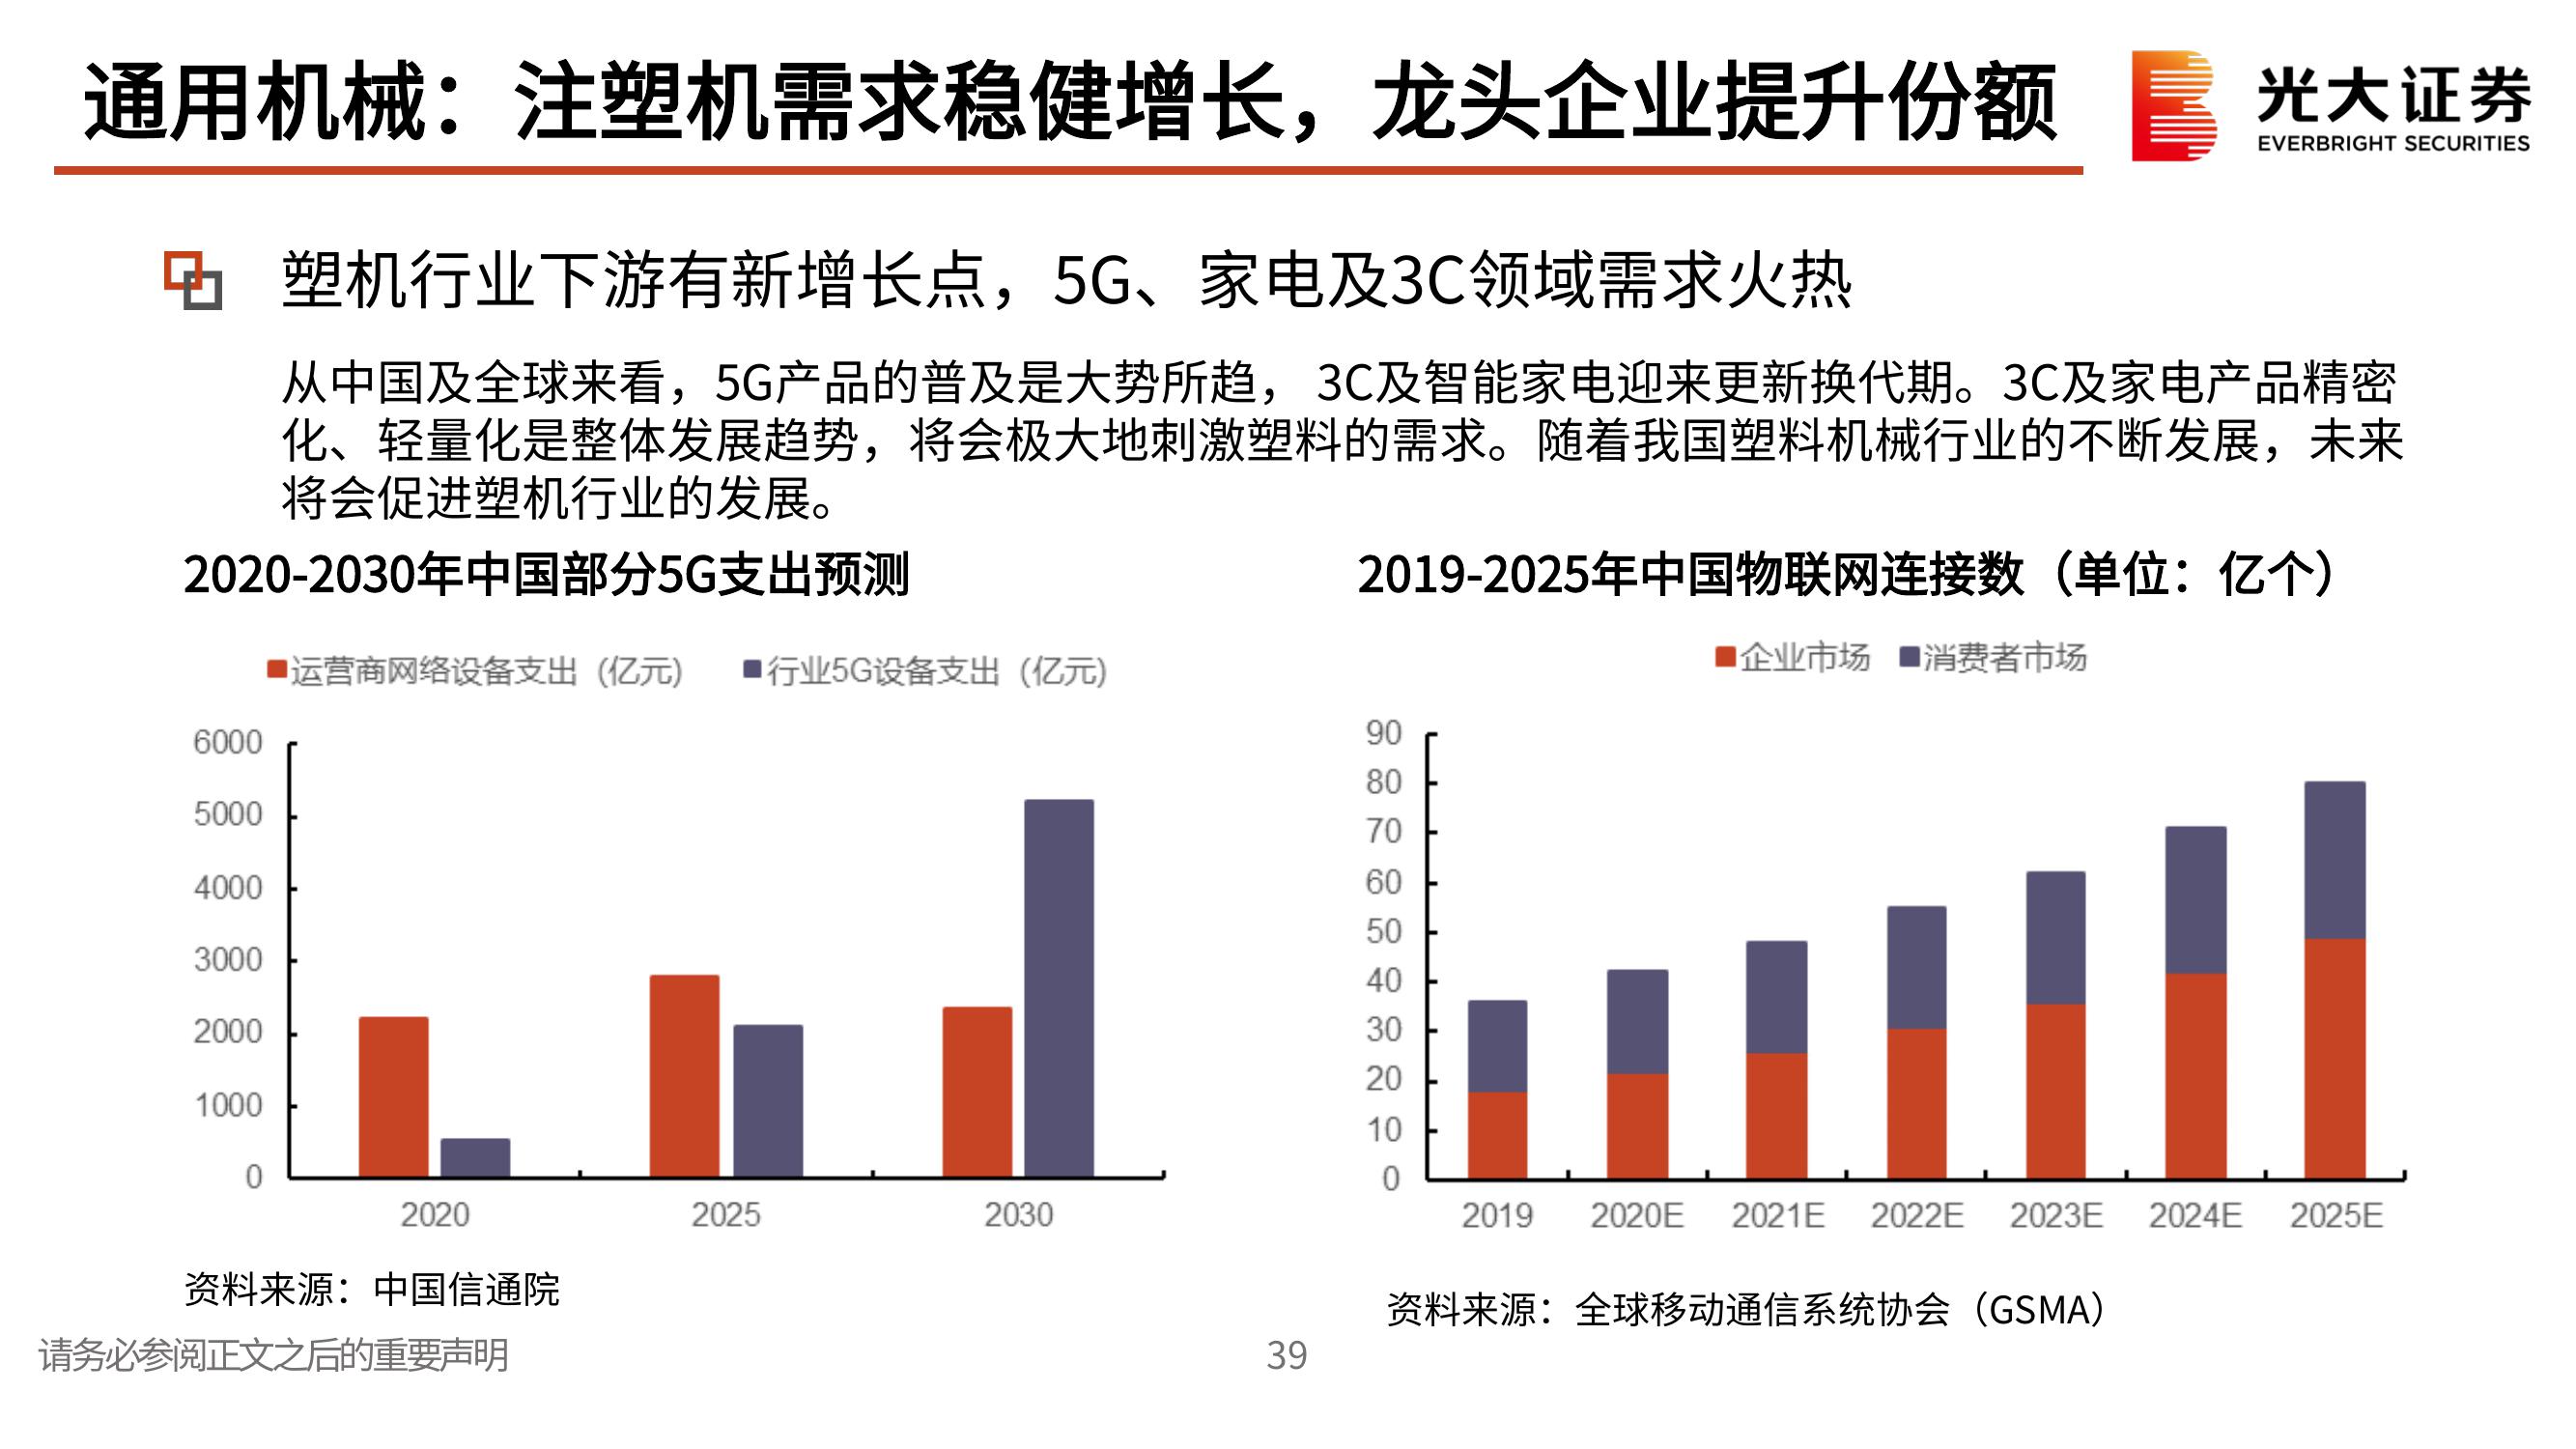 通用机械：注塑机需求稳健增长，龙头企业提升份额
光大证券
EVERBRIGHT SECURITIES
塑机行业下游有新增长点，5G、家电及3C领域需求火热
从中国及全球来看，5G产品的普及是大势所趋， 3C及智能家电迎来更新换代期。3C及家电产品精密
化、轻量化是整体发展趋势，将会极大地刺激塑料的需求。随着我国塑料机械行业的不断发展，未来
将会促进塑机行业的发展。
2020-2030年中国部分5G支出预测
运营商网络设备支出（亿元） 行业5G设备支出（亿元）
6000
5000
4000
3000
2000
1000
0
2020 2025 2030
资料来源：中国信通院
2019-2025年中国物联网连接数（单位：亿个）
企业市场 消费者市场
90
80
70
60
50
40
30
20
10
0
2019 2020E 2021E 2022E 2023E 2024E 2025E
资料来源：全球移动通信系统协会（GSMA）
请务必参阅正文之后的重要声明
39